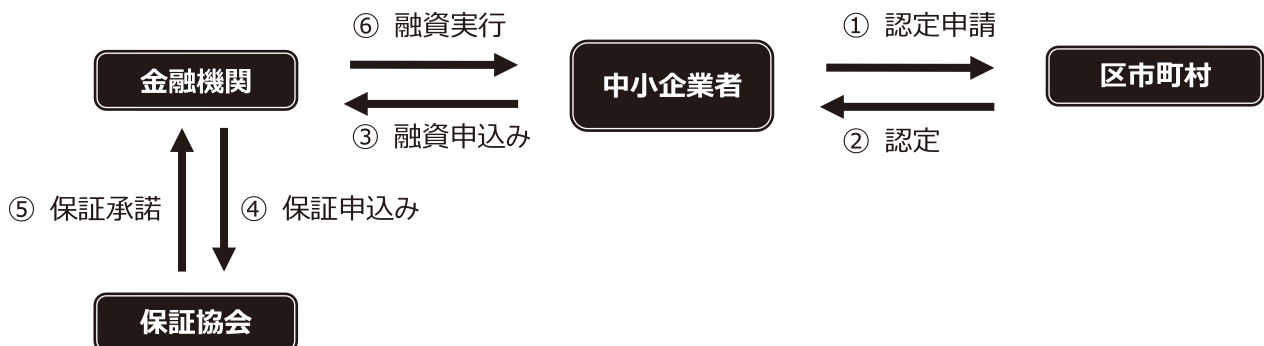 ⑥ 融資実行
① 認定申請
金融機関
中小企業者
区市町村
③ 融資申込み
② 認定
⑤ 保証承諾
④ 保証申込み
保証協会